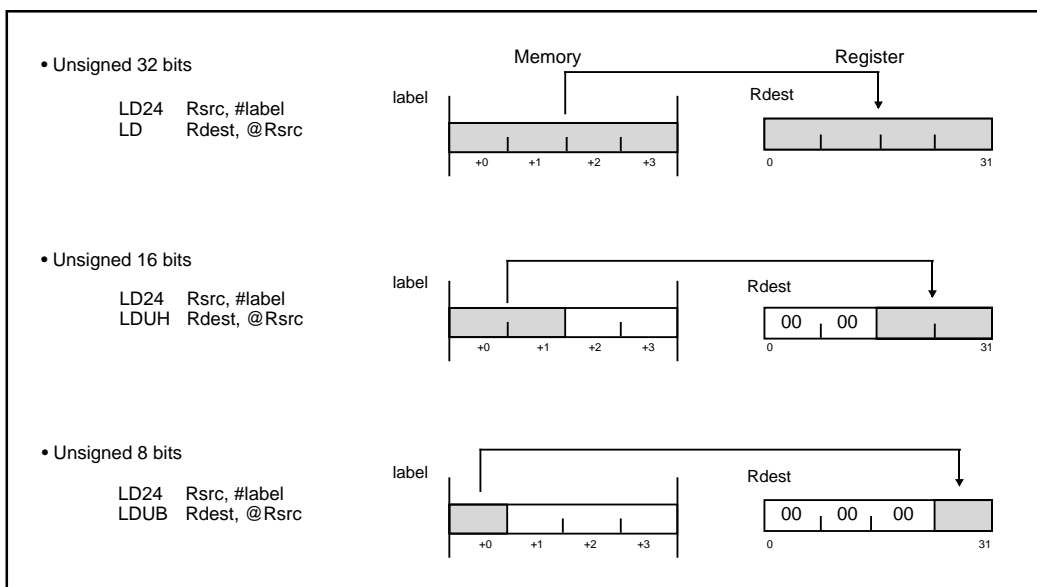 • Unsigned 32 bits
Memory
Register
LD24 Rsrc, #label
LD Rdest, @Rsrc
label
Rdest
+0 +1 +2 +3
0 31
• Unsigned 16 bits
LD24 Rsrc, #label
LDUH Rdest, @Rsrc
label
Rdest
00 00
+0 +1 +2 +3
0 31
• Unsigned 8 bits
LD24 Rsrc, #label
LDUB Rdest, @Rsrc
label
Rdest
00 00 00
+0 +1 +2 +3
0 31